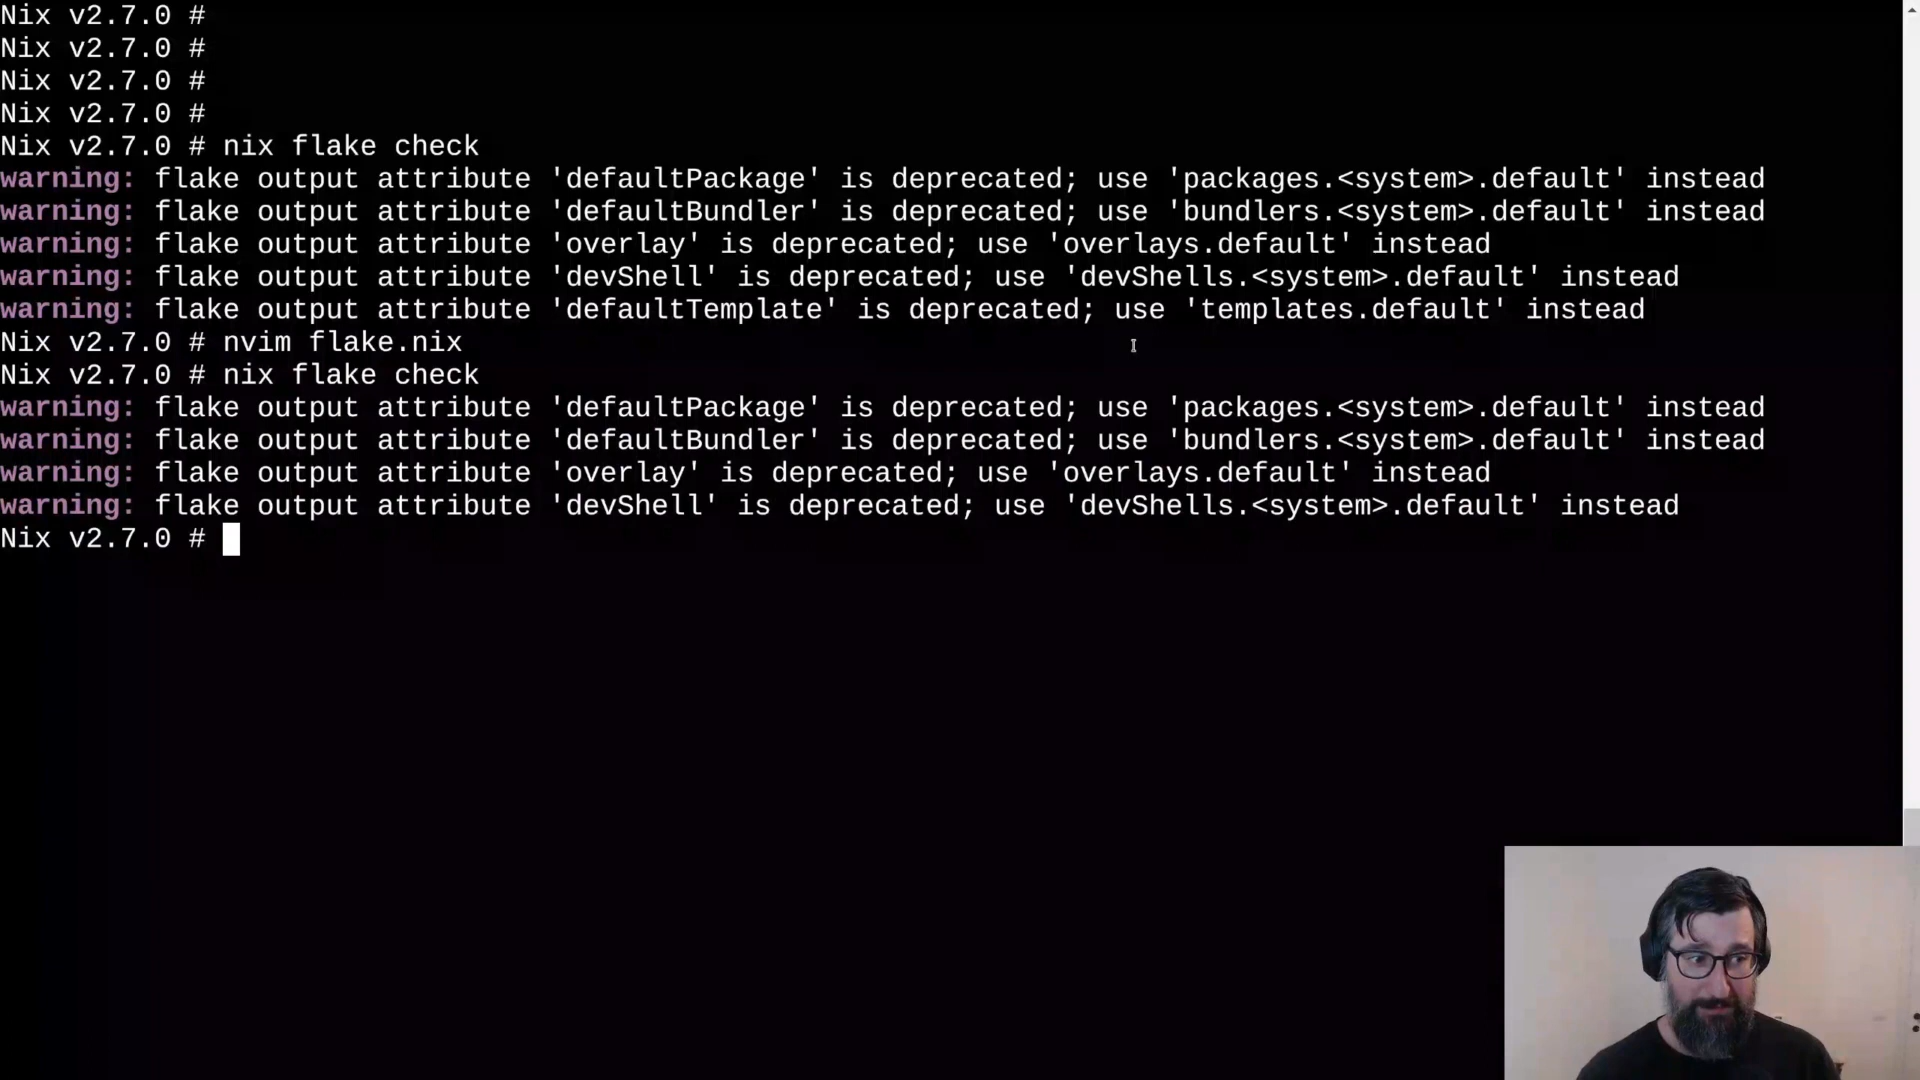 Nix v2.7.0 #
Nix v2.7.0 #
Nix v2.7.0 #
Nix v2.7.0 #
Nix v2.7.0 # nix flake check
warning: flake output attribute 'defaultPackage' is deprecated; use 'packages.<system>.default' instead
warning: flake output attribute 'defaultBundler' is deprecated; use 'bundlers.<system>.default' instead
warning: flake output attribute 'overlay' is deprecated; use 'overlays.default' instead
warning: flake output attribute 'devShell' is deprecated; use 'devShells.<system>.default' instead
warning: flake output attribute 'defaultTemplate' is deprecated; use 'templates.default' instead
Nix v2.7.0 # nvim flake.nix
Nix v2.7.0 # nix flake check
warning: flake output attribute 'defaultPackage' is deprecated; use 'packages.<system>.default' instead
warning: flake output attribute 'defaultBundler' is deprecated; use 'bundlers.<system>.default' instead
warning: flake output attribute 'overlay' is deprecated; use 'overlays.default' instead
warning: flake output attribute 'devShell' is deprecated; use 'devShells.<system>.default' instead
Nix v2.7.0 #